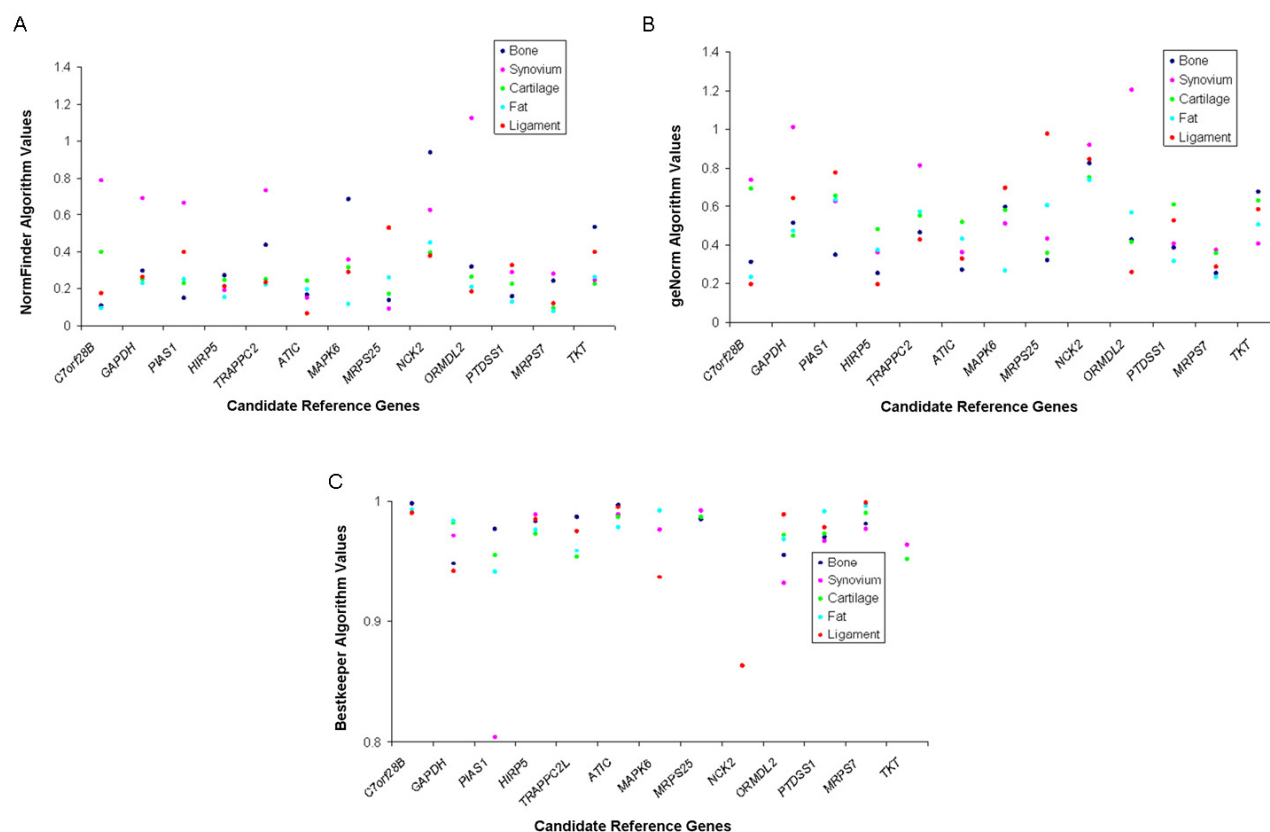 A
Bone
Synovium
Cartilage
Fat
Ligament
1.4
1.2
1
0.8
0.6
0.4
0.2
0
NormFinder Algorithm Values
C7orf28B
GAPDH
PIAS1
HIRP5
TRAPPC2
ATIC
MAPK6
MRPS25
NCK2
ORMDL2
PTDSS1
MRPS7
TKT
Candidate Reference Genes
B
Bone
Synovium
Cartilage
Fat
Ligament
1.4
1.2
1
0.8
0.6
0.4
0.2
0
geNorm Algorithm Values
C7orf28B
GAPDH
PIAS1
HIRP5
TRAPPC2
ATIC
MAPK6
MRPS25
NCK2
ORMDL2
PTDSS1
MRPS7
TKT
Candidate Reference Genes
C
1
0.9
0.8
Bestkeeper Algorithm Values
Bone
Synovium
Cartilage
Fat
Ligament
C7orf28B
GAPDH
PIAS1
HIRP5
TRAPPC2L
ATIC
MAPK6
MRPS25
NCK2
ORMDL2
PTDSS1
MRPS7
TKT
Candidate Reference Genes